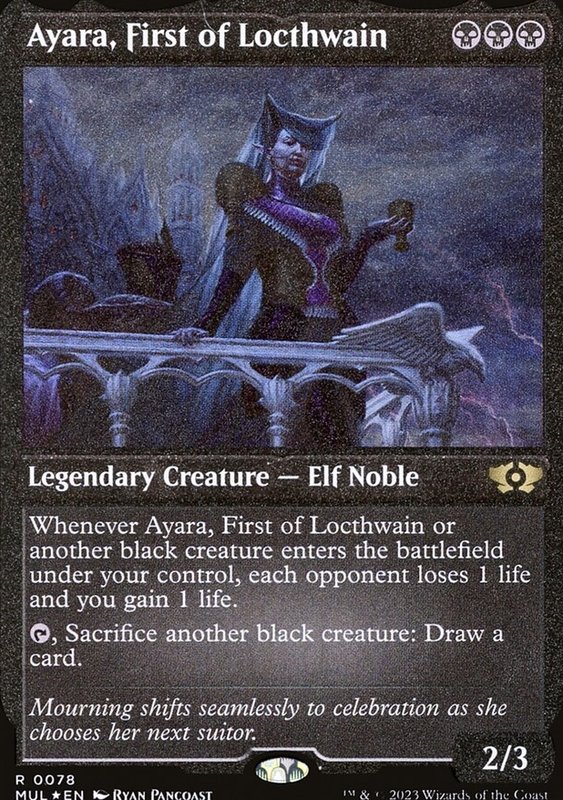 Ayara, First of Locthwain
Legendary Creature — Elf Noble
Whenever Ayara, First of Locthwain or
another black creature enters the battlefield
under your control, each opponent loses 1 life
and you gain 1 life.
, Sacrifice another black creature: Draw a
card.
Mourning shifts seamlessly to celebration as she
chooses her next suitor.
2/3
R 0078
MUL★EN Ryan Pancoast
™ & © 2023 Wizards of the Coast